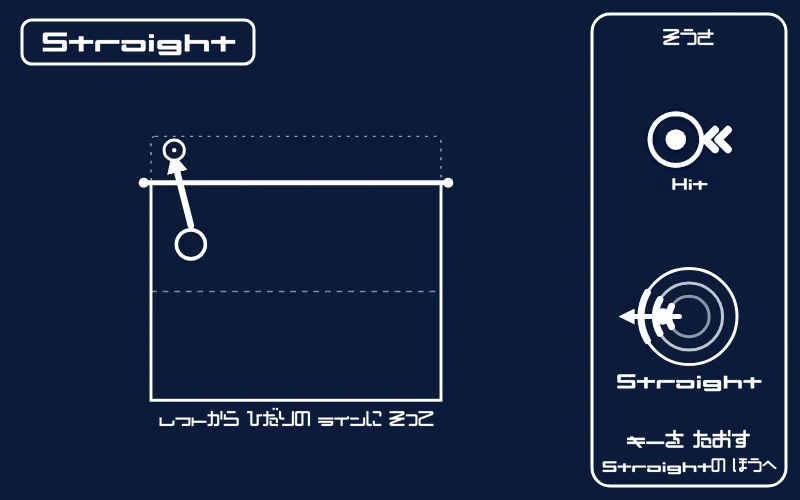 Straight
そうさ
Hit
Straight
レフトから ひだりの ラインに そって
キーを たおす
Straightの ほうへ